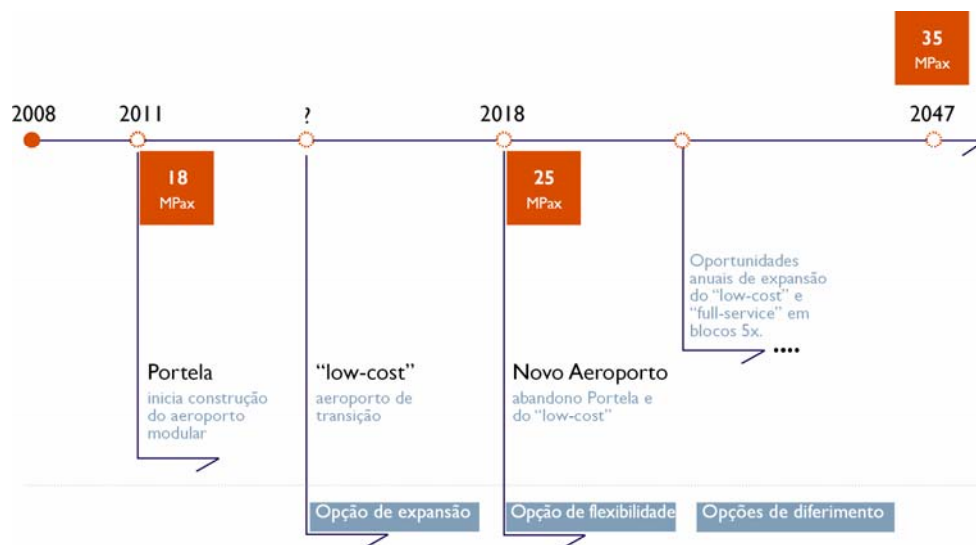 35
MPax
2008
2011
?
2018
2047
18
MPax
25
MPax
Oportunidades
anuais de expansão
do “low-cost” e
“full-service” em
blocos 5x.
Portela
inicia construção
do aeroporto
modular
“low-cost”
aeroporto de
transição
Novo Aeroporto
abandono Portela e
do “low-cost”
Opção de expansão
Opção de flexibilidade
Opções de diferimento